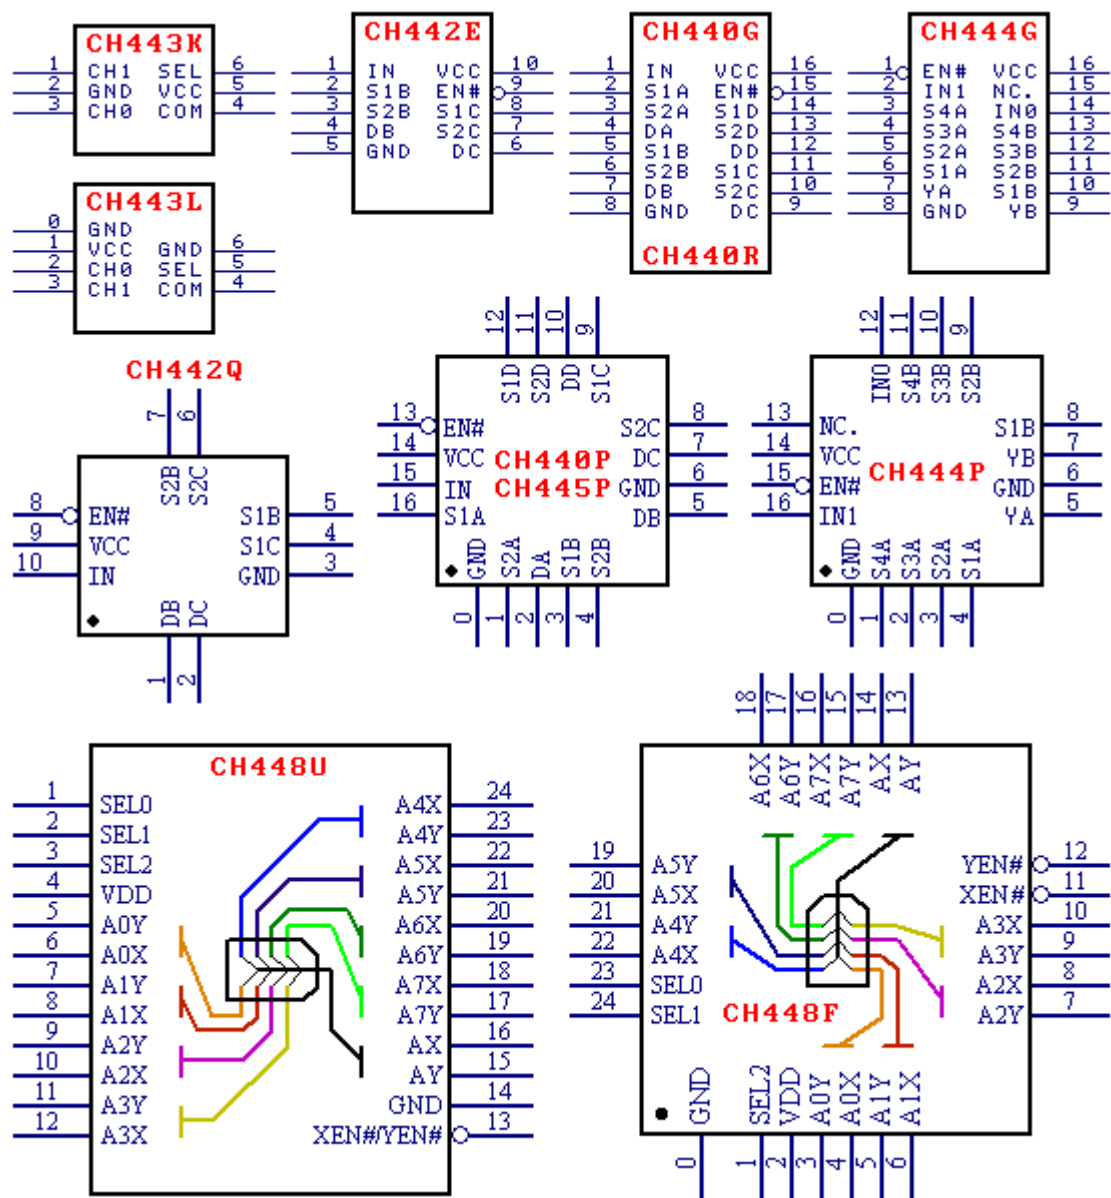 CH443K
1 CH1 SEL 6
2 GND VCC 5
3 CH0 COM 4
CH442E
1 IN VCC 10
2 S1B EN# 9
3 S2B S1C 8
4 DB S2C 7
5 GND DC 6
CH440G
1 IN VCC 16
2 S1A EN# 15
3 S2A S1D 14
4 DA S2D 13
5 S1B DD 12
6 S2B S1C 11
7 DB S2C 10
8 GND DC 9
CH440R
CH444G
1 EN# VCC 16
2 IN1 NC. 15
3 S4A IN0 14
4 S3A S4B 13
5 S2A S3B 12
6 S1A S2B 11
7 YA S1B 10
8 GND YB 9
CH443L
0 GND
1 VCC GND 6
2 CH0 SEL 5
3 CH1 COM 4
CH442Q
7 6
S2B S2C
8 EN# S1B 5
9 VCC S1C 4
10 IN GND 3
DB DC
1 2
12 11 10 9
S1D S2D DD S1C
13 EN# S2C 8
14 VCC DC 7
15 IN GND 6
16 S1A DB 5
CH440P
CH445P
GND S2A DA S1B S2B
0 1 2 3 4
12 11 10 9
IN0 S4B S3B S2B
13 NC. S1B 8
14 VCC YB 7
15 EN# GND 6
16 IN1 YA 5
CH444P
GND S4A S3A S2A S1A
0 1 2 3 4
CH448U
1 SEL0 A4X 24
2 SEL1 A4Y 23
3 SEL2 A5X 22
4 VDD A5Y 21
5 A0Y A6X 20
6 A0X A6Y 19
7 A1Y A7X 18
8 A1X A7Y 17
9 A2Y AX 16
10 A2X AY 15
11 A3Y GND 14
12 A3X XEN#/YEN# 13
18 17 16 15 14 13
A6X A6Y A7X A7Y AX AY
19 A5Y YEN# 12
20 A5X XEN# 11
21 A4Y A3X 10
22 A4X A3Y 9
23 SEL0 A2X 8
24 SEL1 A2Y 7
CH448F
GND SEL2 VDD A0Y A0X A1Y A1X
0 1 2 3 4 5 6